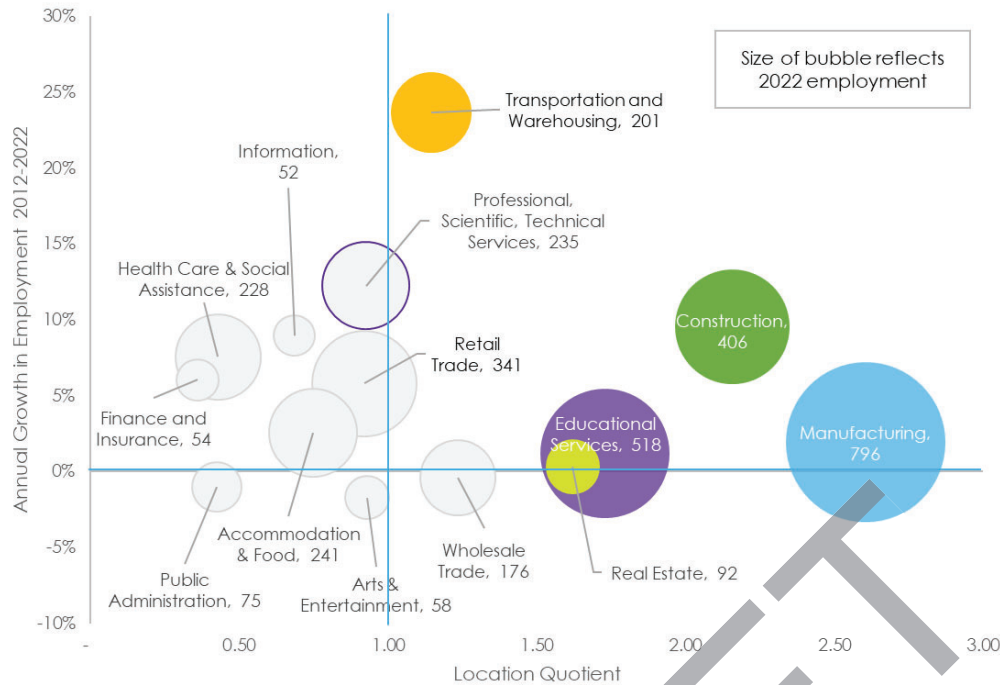 30%
25%
20%
15%
10%
5%
0%
-5%
-10%
Annual Growth in Employment 2012-2022
Size of bubble reflects
2022 employment
Transportation and
Warehousing, 201
Information,
52
Professional,
Scientific, Technical
Services, 235
Health Care & Social
Assistance, 228
Construction,
406
Retail
Trade, 341
Finance and
Insurance, 54
Educational
Services, 518
Manufacturing,
796
Accommodation
& Food, 241
Wholesale
Trade, 176
Real Estate, 92
Public
Administration, 75
Arts &
Entertainment, 58
-
0.50
1.00
1.50
2.00
2.50
3.00
Location Quotient